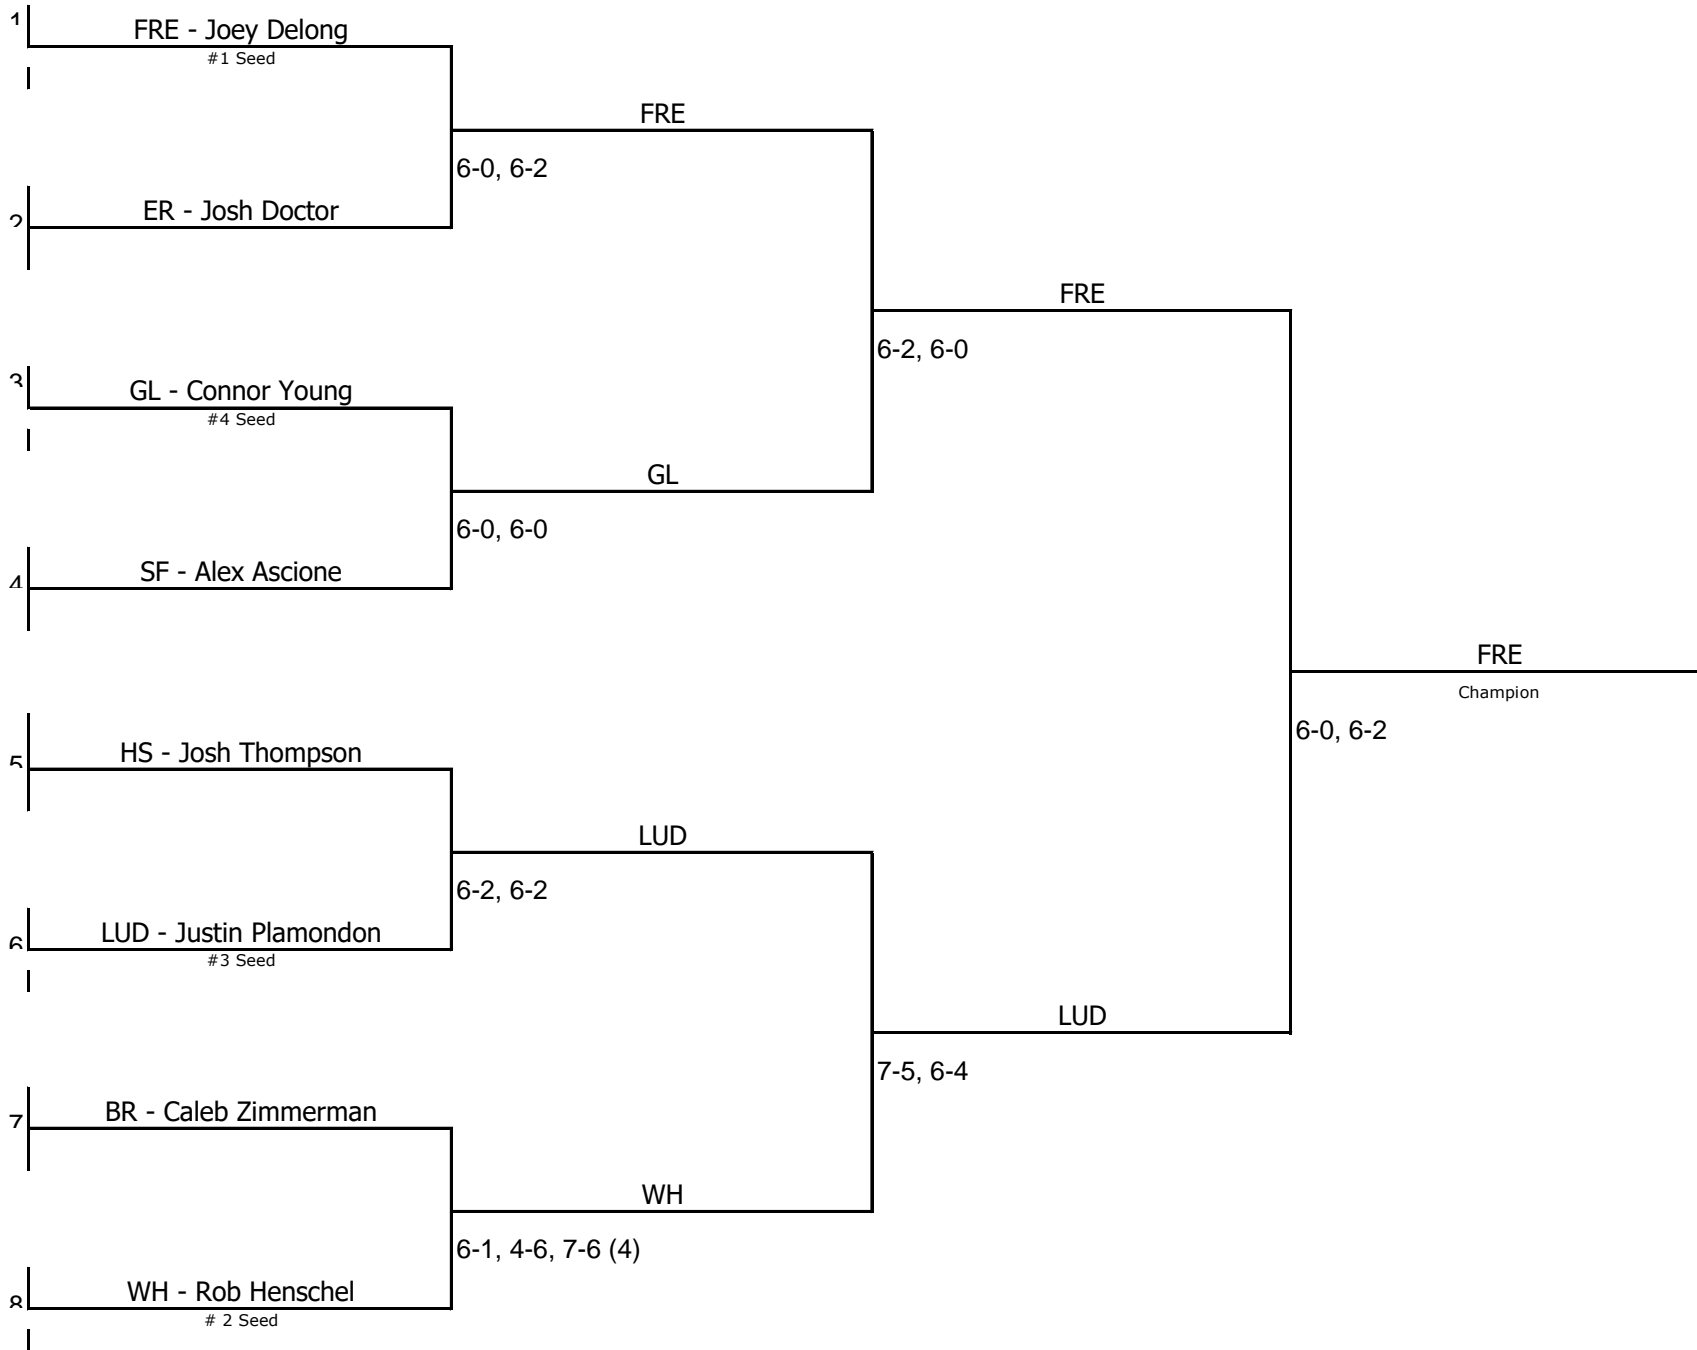 1
FRE - Joey Delong
#1 Seed
FRE
6-0, 6-2
2
ER - Josh Doctor
FRE
6-2, 6-0
3
GL - Connor Young
#4 Seed
GL
6-0, 6-0
4
SF - Alex Ascione
FRE
Champion
6-0, 6-2
5
HS - Josh Thompson
LUD
6-2, 6-2
6
LUD - Justin Plamondon
#3 Seed
LUD
7-5, 6-4
7
BR - Caleb Zimmerman
WH
6-1, 4-6, 7-6 (4)
8
WH - Rob Henschel
# 2 Seed